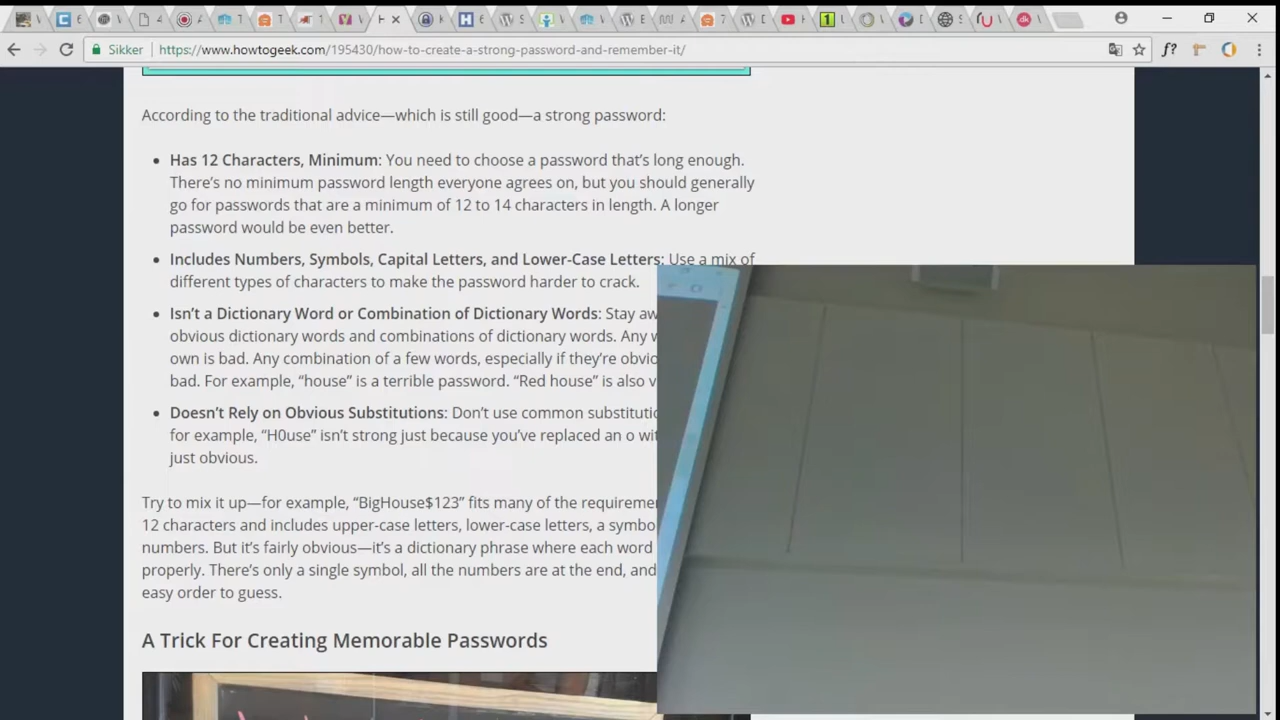 Sikker
https://www.howtogeek.com/195430/how-to-create-a-strong-password-and-remember-it/
According to the traditional advice—which is still good—a strong password:
Has 12 Characters, Minimum: You need to choose a password that's long enough.
There's no minimum password length everyone agrees on, but you should generally
go for passwords that are a minimum of 12 to 14 characters in length. A longer
password would be even better.
Includes Numbers, Symbols, Capital Letters, and Lower-Case Letters: Use a mix of
different types of characters to make the password harder to crack.
Isn't a Dictionary Word or Combination of Dictionary Words: Stay
obvious dictionary words and combinations of dictionary words. Any
own is bad. Any combination of a few words, especially if they're
bad. For example, “house” is a terrible password. “Red house” is also
Doesn't Rely on Obvious Substitutions: Don't use common
for example, “H0use” isn't strong just because you've replaced an o
just obvious.
Try to mix it up—for example, “BigHouse$123” fits many of the
12 characters and includes upper-case letters, lower-case letters, a
numbers. But it's fairly obvious—it's a dictionary phrase where each word
properly. There's only a single symbol, all the numbers are at the end, and
easy order to guess.
A Trick For Creating Memorable Passwords